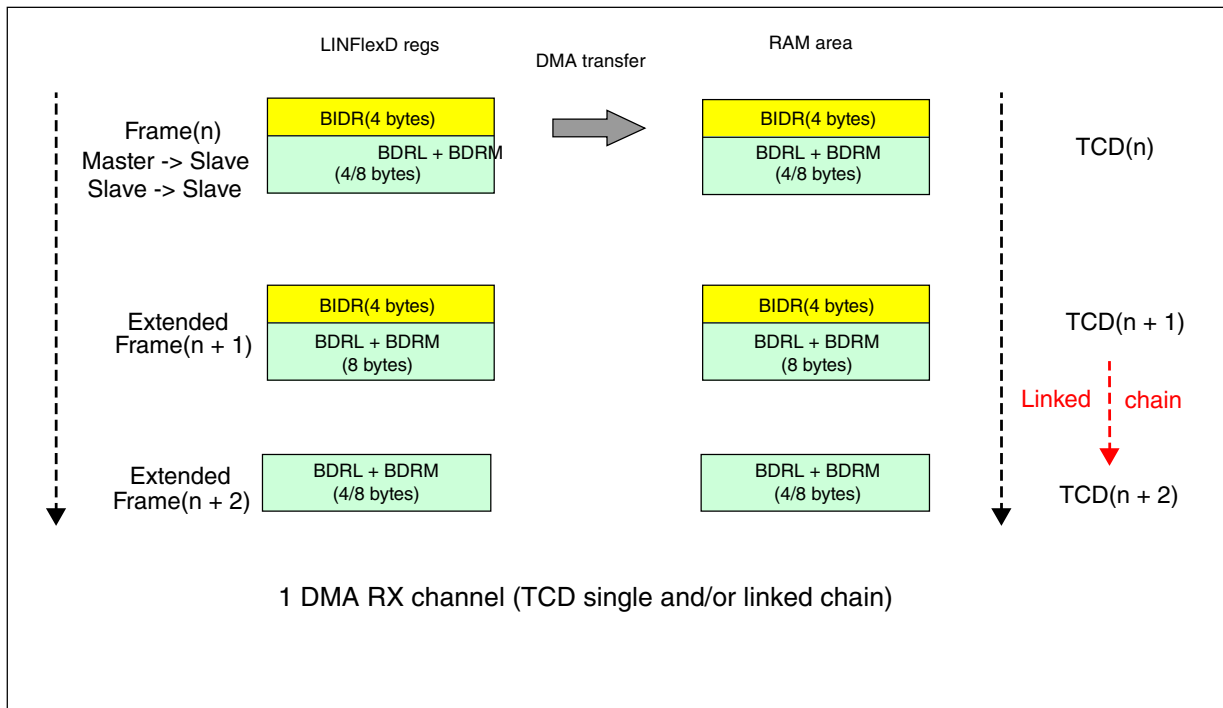 LINFlexD regs
DMA transfer
RAM area
Frame(n)
Master -> Slave
Slave -> Slave
BIDR(4 bytes)
BDRL + BDRM
(4/8 bytes)
BIDR(4 bytes)
BDRL + BDRM
(4/8 bytes)
TCD(n)
Extended
Frame(n + 1)
BIDR(4 bytes)
BDRL + BDRM
(8 bytes)
BIDR(4 bytes)
BDRL + BDRM
(8 bytes)
TCD(n + 1)
Linked chain
Extended
Frame(n + 2)
BDRL + BDRM
(4/8 bytes)
BDRL + BDRM
(4/8 bytes)
TCD(n + 2)
1 DMA RX channel (TCD single and/or linked chain)